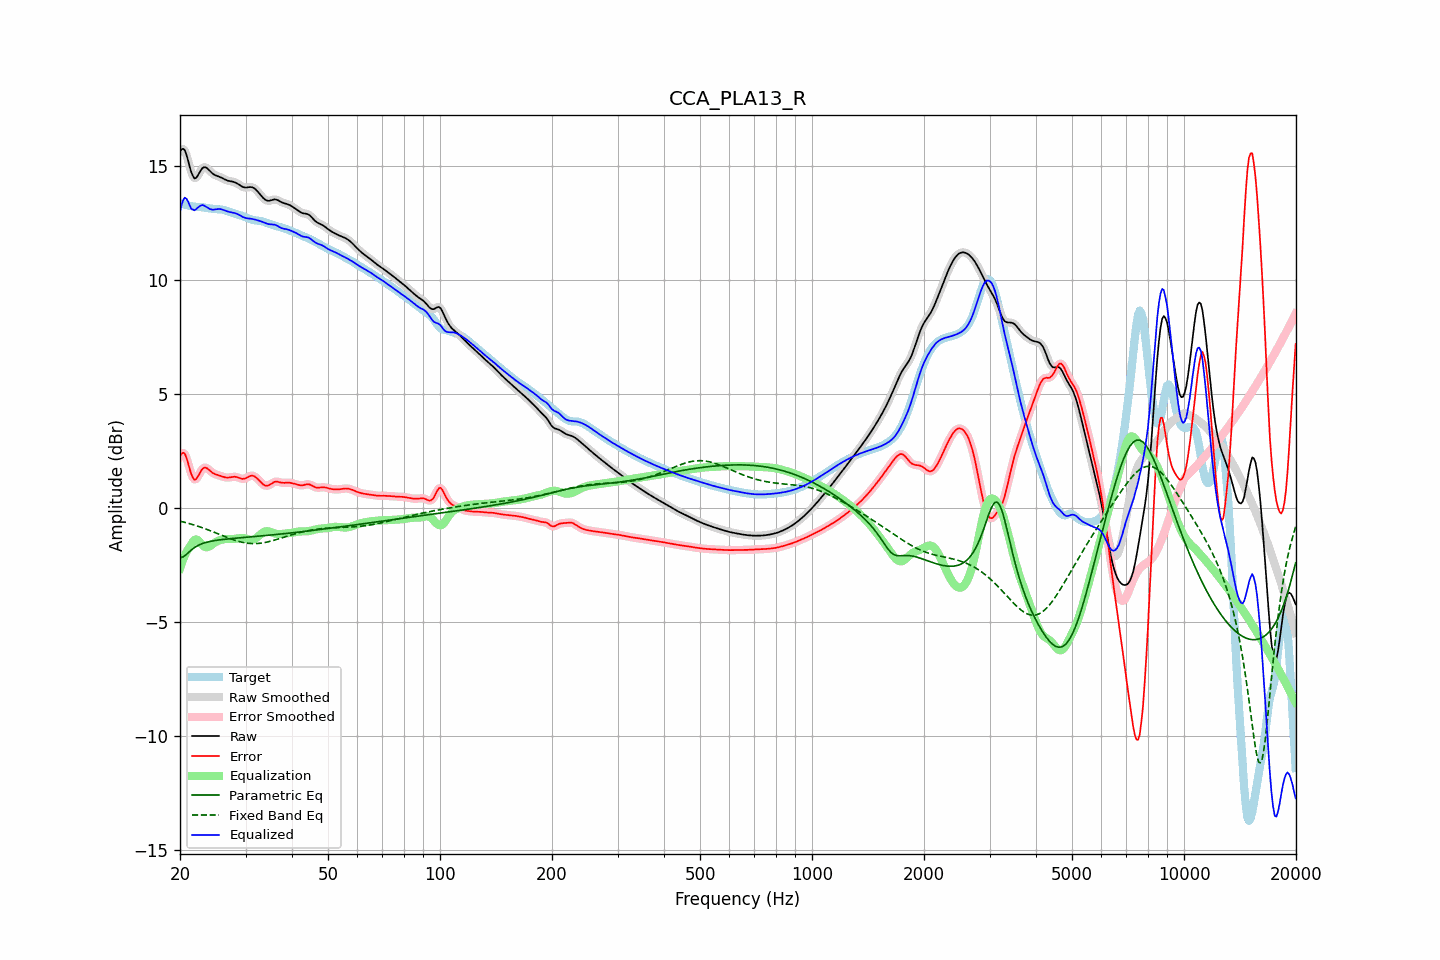 CCA_PLA13_R
Amplitude (dBr)
15
10
5
0
−5
−10
−15
Target
Raw Smoothed
Error Smoothed
Raw
Error
Equalization
Parametric Eq
Fixed Band Eq
Equalized
20 50 100 200 500 1000 2000 5000 10000 20000
Frequency (Hz)